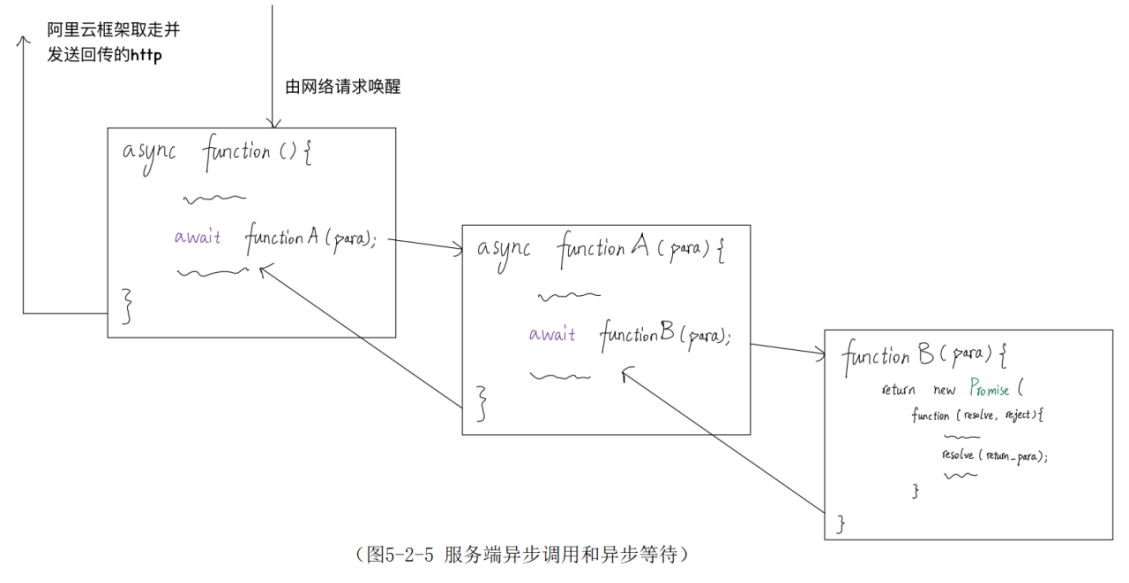 阿里云框架取走并
发送回传的http
由网络请求唤醒
async function () {
await functionA (para);
}
async function A (para) {
await functionB (para);
}
function B (para) {
return new Promise (
function (resolve, reject) {
resolve (return_para);
}
}
（图5-2-5 服务端异步调用和异步等待）